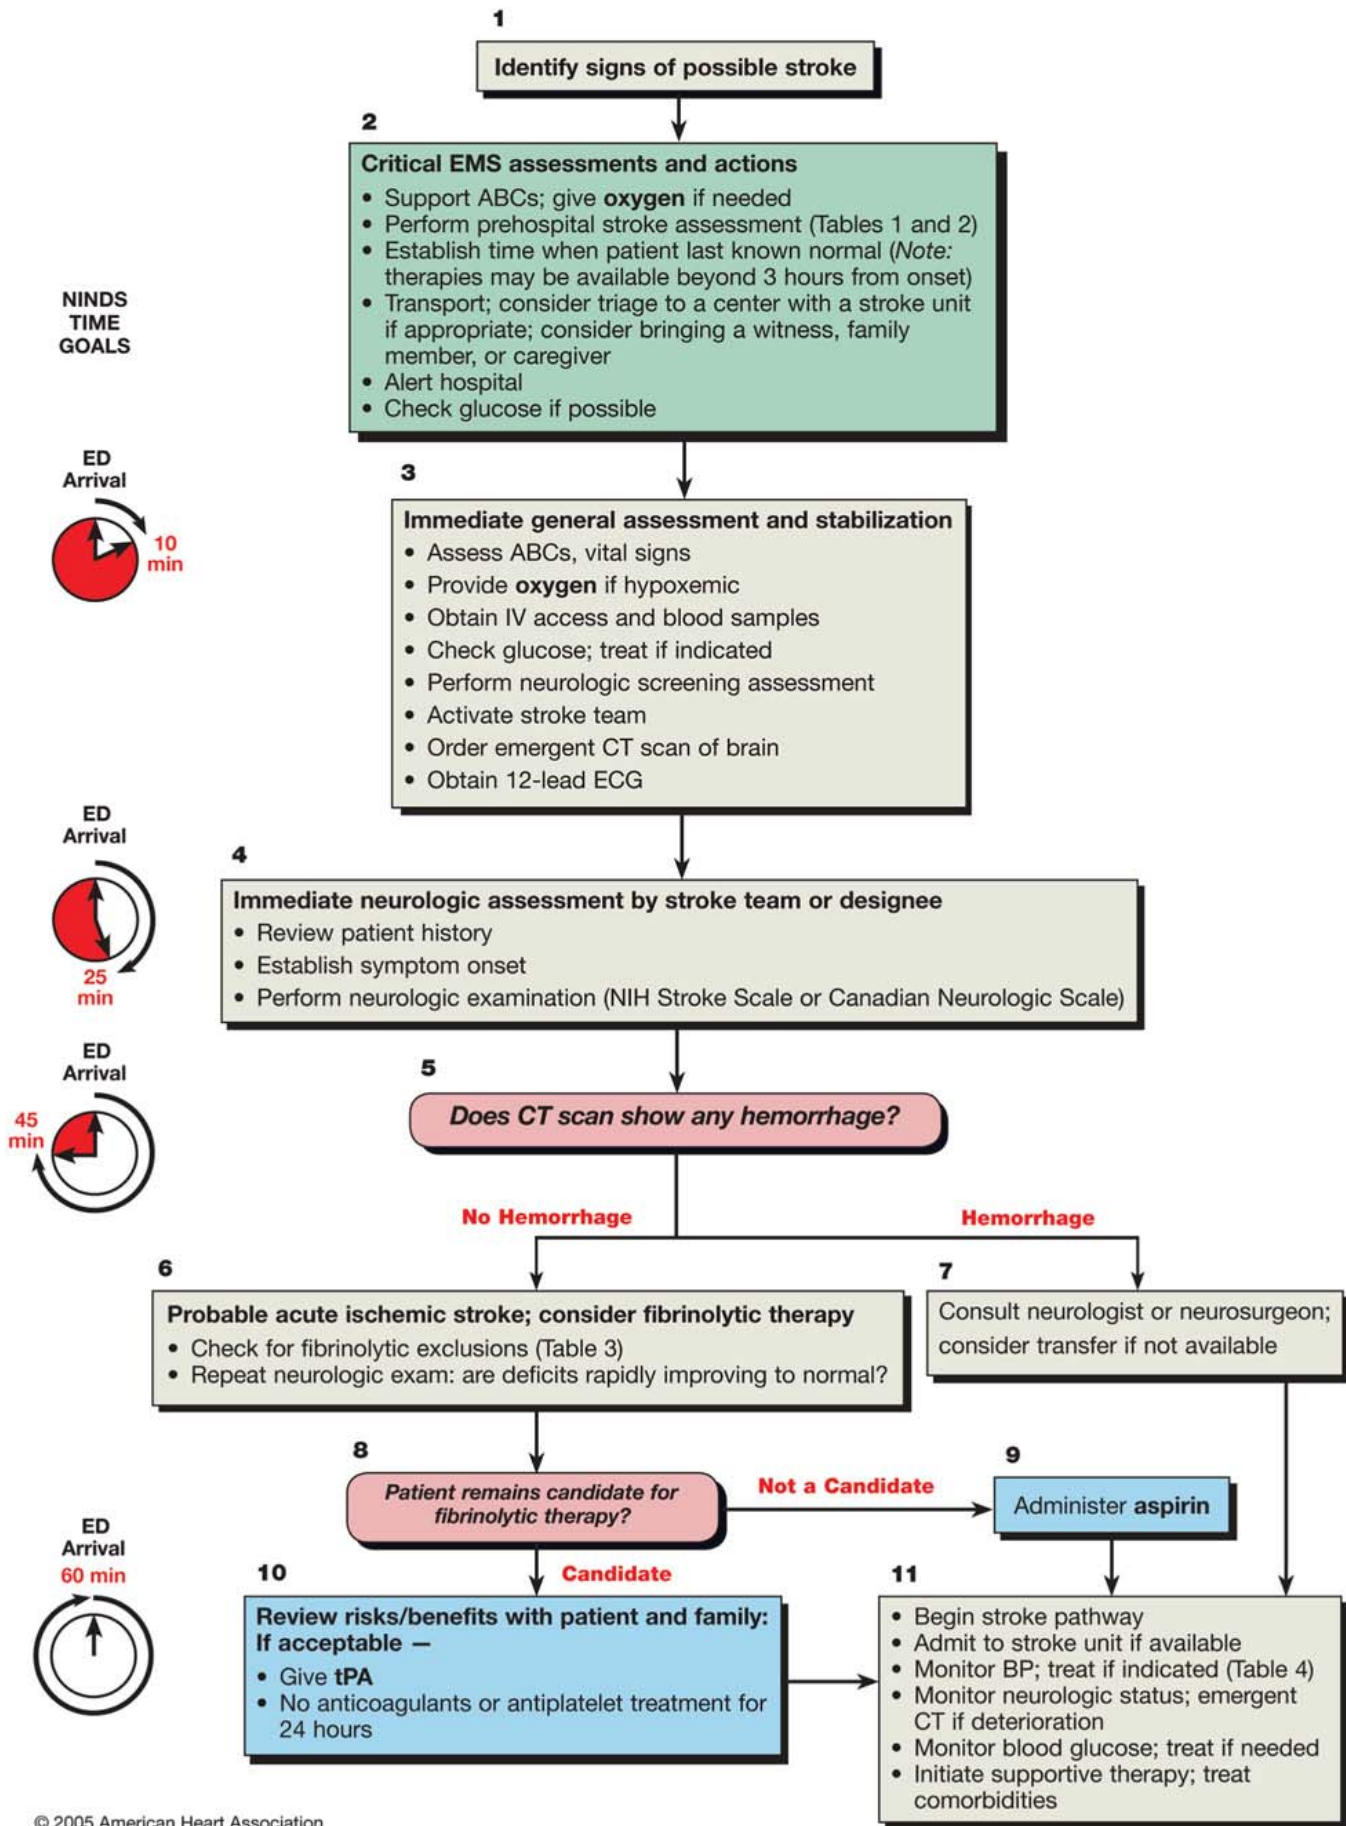 1
Identify signs of possible stroke
2
Critical EMS assessments and actions
• Support ABCs; give oxygen if needed
• Perform prehospital stroke assessment (Tables 1 and 2)
• Establish time when patient last known normal (Note:
therapies may be available beyond 3 hours from onset)
• Transport; consider triage to a center with a stroke unit
if appropriate; consider bringing a witness, family
member, or caregiver
• Alert hospital
• Check glucose if possible
NINDS
TIME
GOALS
ED
Arrival
10
min
3
Immediate general assessment and stabilization
• Assess ABCs, vital signs
• Provide oxygen if hypoxemic
• Obtain IV access and blood samples
• Check glucose; treat if indicated
• Perform neurologic screening assessment
• Activate stroke team
• Order emergent CT scan of brain
• Obtain 12-lead ECG
ED
Arrival
25
min
4
Immediate neurologic assessment by stroke team or designee
• Review patient history
• Establish symptom onset
• Perform neurologic examination (NIH Stroke Scale or Canadian Neurologic Scale)
ED
Arrival
45
min
5
Does CT scan show any hemorrhage?
No Hemorrhage
Hemorrhage
6
Probable acute ischemic stroke; consider fibrinolytic therapy
• Check for fibrinolytic exclusions (Table 3)
• Repeat neurologic exam: are deficits rapidly improving to normal?
7
Consult neurologist or neurosurgeon;
consider transfer if not available
8
Patient remains candidate for
fibrinolytic therapy?
Not a Candidate
9
Administer aspirin
Candidate
ED
Arrival
60 min
10
Review risks/benefits with patient and family:
If acceptable —
• Give tPA
• No anticoagulants or antiplatelet treatment for
24 hours
11
• Begin stroke pathway
• Admit to stroke unit if available
• Monitor BP; treat if indicated (Table 4)
• Monitor neurologic status; emergent
CT if deterioration
• Monitor blood glucose; treat if needed
• Initiate supportive therapy; treat
comorbidities
© 2005 American Heart Association